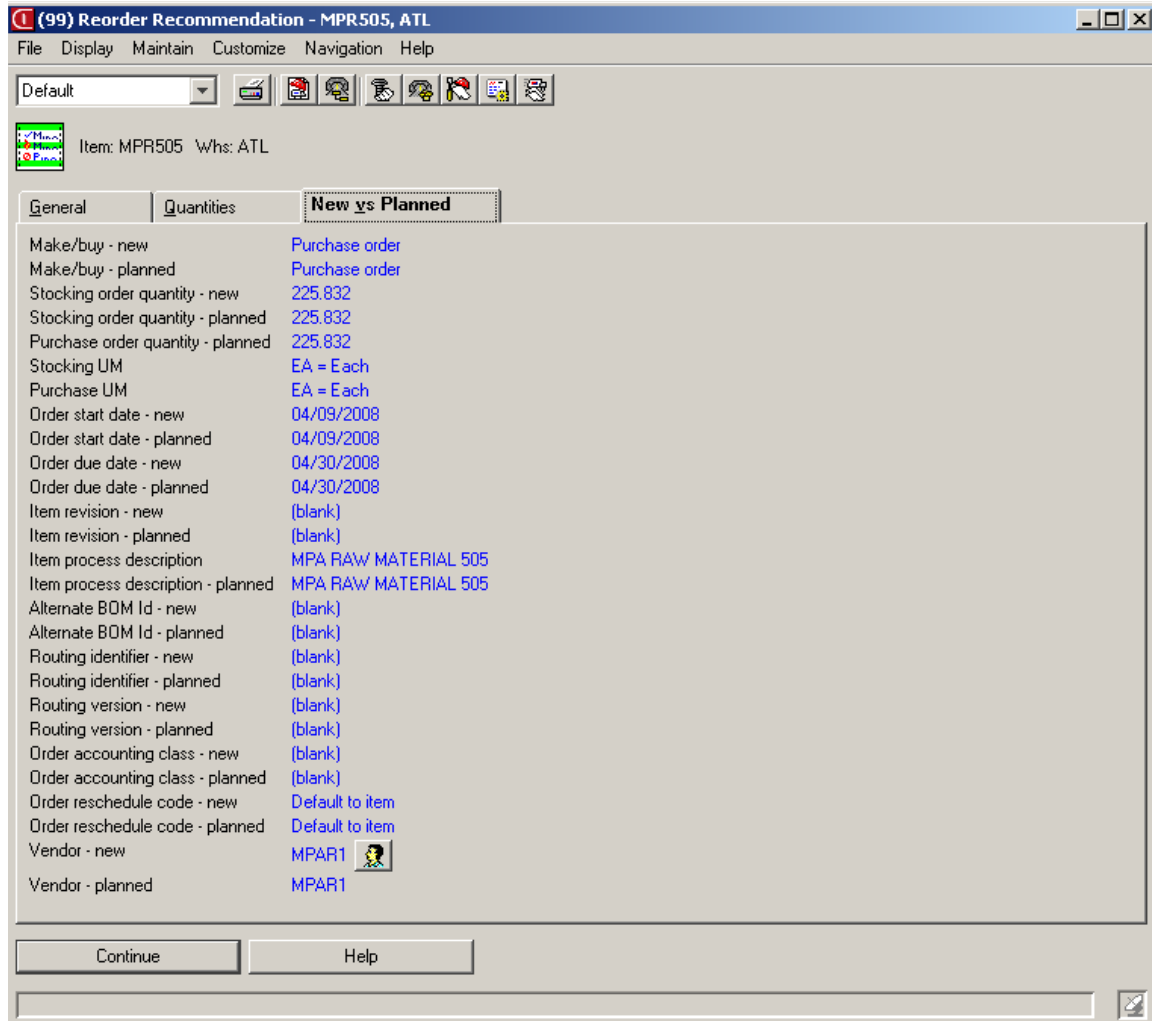 (99) Reorder Recommendation - MPR505, ATL
File Display Maintain Customize Navigation Help
Default
Item: MPR505 Whs: ATL
General Quantities New vs Planned
Make/buy - new Purchase order
Make/buy - planned Purchase order
Stocking order quantity - new 225.832
Stocking order quantity - planned 225.832
Purchase order quantity - planned 225.832
Stocking UM EA = Each
Purchase UM EA = Each
Order start date - new 04/09/2008
Order start date - planned 04/09/2008
Order due date - new 04/30/2008
Order due date - planned 04/30/2008
Item revision - new (blank)
Item revision - planned (blank)
Item process description MPA RAW MATERIAL 505
Item process description - planned MPA RAW MATERIAL 505
Alternate BOM Id - new (blank)
Alternate BOM Id - planned (blank)
Routing identifier - new (blank)
Routing identifier - planned (blank)
Routing version - new (blank)
Routing version - planned (blank)
Order accounting class - new (blank)
Order accounting class - planned (blank)
Order reschedule code - new Default to item
Order reschedule code - planned Default to item
Vendor - new MPAR1
Vendor - planned MPAR1
Continue Help